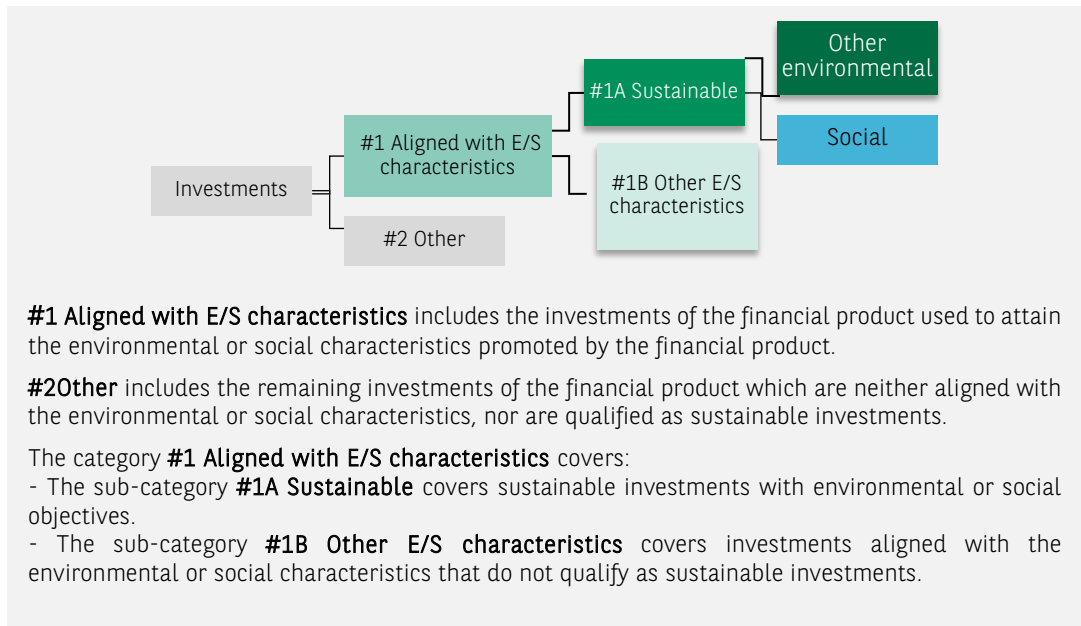 Other
environmental
#1A Sustainable
Social
#1 Aligned with E/S
characteristics
#1B Other E/S
characteristics
Investments
#2 Other
#1 Aligned with E/S characteristics includes the investments of the financial product used to attain
the environmental or social characteristics promoted by the financial product.
#2Other includes the remaining investments of the financial product which are neither aligned with
the environmental or social characteristics, nor are qualified as sustainable investments.
The category #1 Aligned with E/S characteristics covers:
- The sub-category #1A Sustainable covers sustainable investments with environmental or social
objectives.
- The sub-category #1B Other E/S characteristics covers investments aligned with the
environmental or social characteristics that do not qualify as sustainable investments.